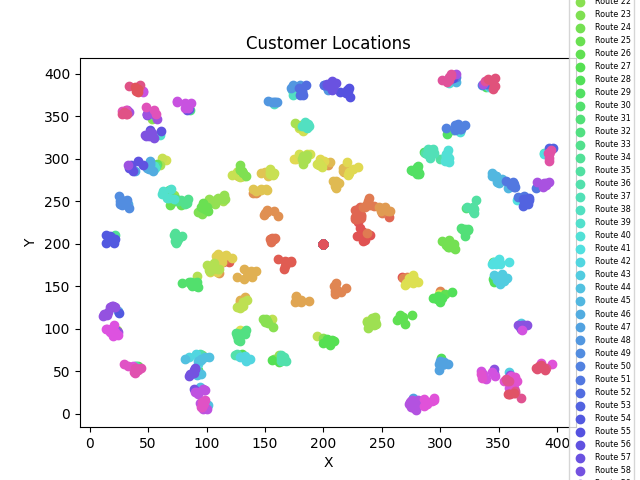 Customer Locations
400
350
300
250
200
150
100
50
0
Y
0 50 100 150 200 250 300 350 400
X
Route 22
Route 23
Route 24
Route 25
Route 26
Route 27
Route 28
Route 29
Route 30
Route 31
Route 32
Route 33
Route 34
Route 35
Route 36
Route 37
Route 38
Route 39
Route 40
Route 41
Route 42
Route 43
Route 44
Route 45
Route 46
Route 47
Route 48
Route 49
Route 50
Route 51
Route 52
Route 53
Route 54
Route 55
Route 56
Route 57
Route 58